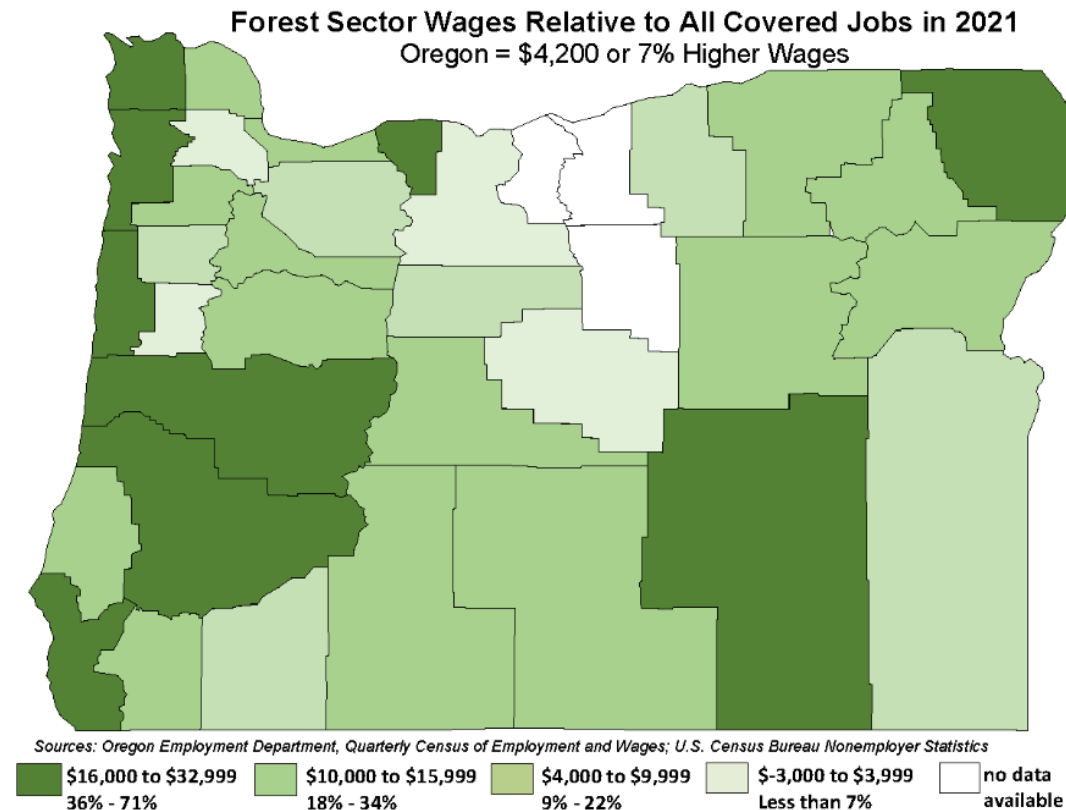 Forest Sector Wages Relative to All Covered Jobs in 2021
Oregon = $4,200 or 7% Higher Wages
Sources: Oregon Employment Department, Quarterly Census of Employment and Wages; U.S. Census Bureau Nonemployer Statistics
$16,000 to $32,999 $10,000 to $15,999 $4,000 to $9,999 $-3,000 to $3,999 no data
36% - 71% 18% - 34% 9% - 22% Less than 7% available